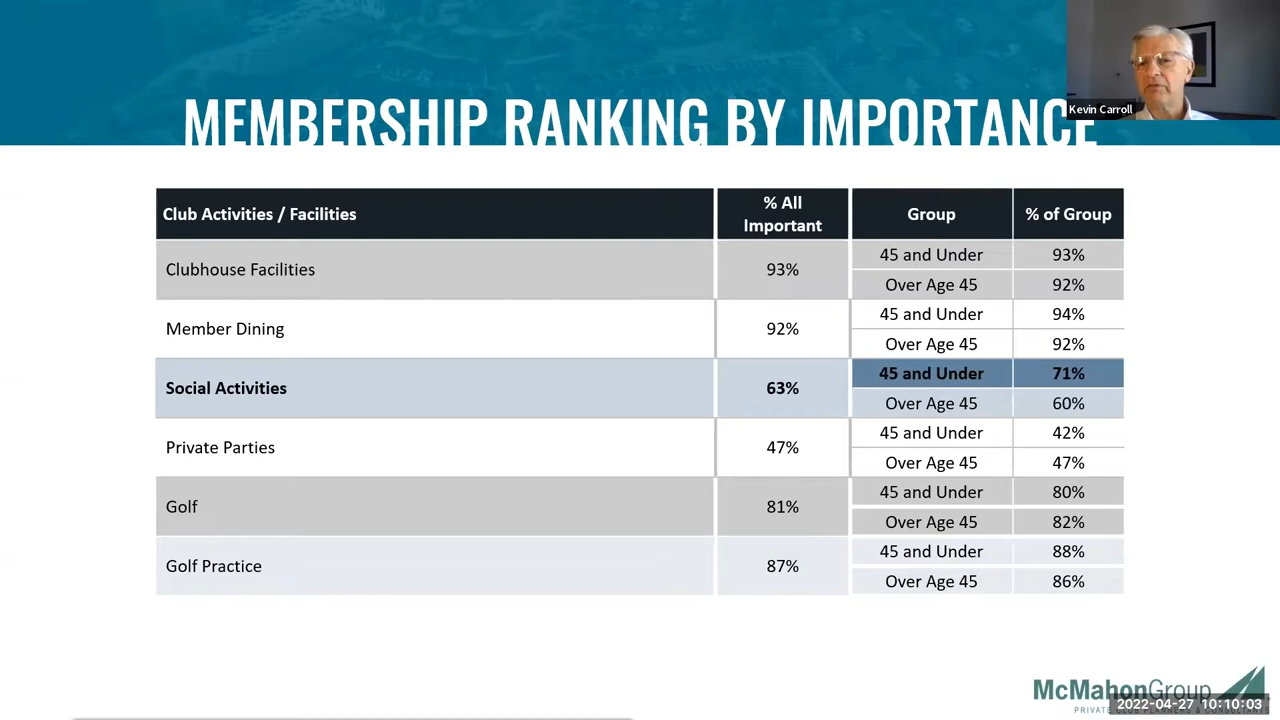 MEMBERSHIP RANKING BY IMPORTANCE
Kevin Carroll
Club Activities / Facilities
% All
Important
Group
% of Group
Clubhouse Facilities
93%
45 and Under
93%
Over Age 45
92%
Member Dining
92%
45 and Under
94%
Over Age 45
92%
Social Activities
63%
45 and Under
71%
Over Age 45
60%
Private Parties
47%
45 and Under
42%
Over Age 45
47%
Golf
81%
45 and Under
80%
Over Age 45
82%
Golf Practice
87%
45 and Under
88%
Over Age 45
86%
McMahonGroup
2022-04-27 10:10:03
PRIVATE CLUB PLANNERS & CONSULTANTS